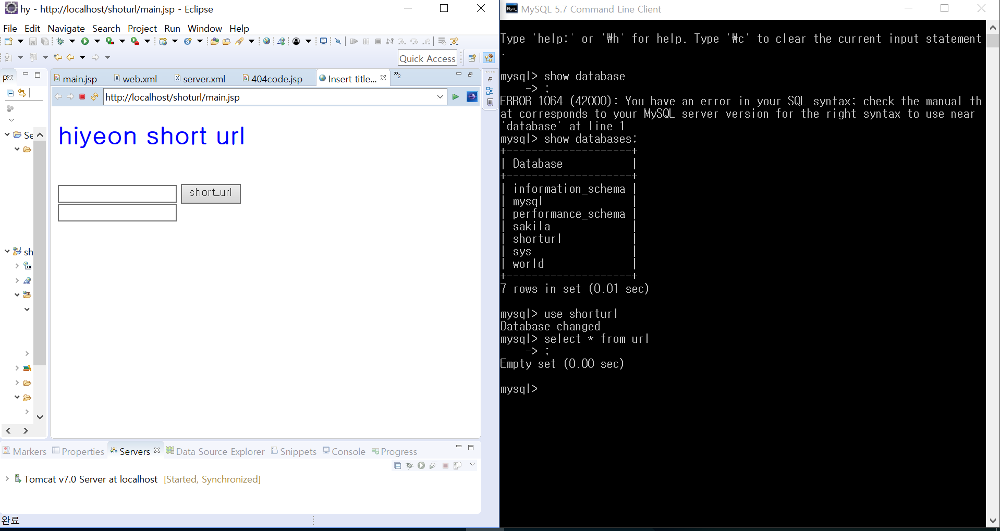 hy - http://localhost/shoturl/main.jsp - Eclipse
File Edit Navigate Search Project Run Window Help
Quick Access
P
main.jsp
web.xml
server.xml
404code.jsp
Insert title...
»2
http://localhost/shoturl/main.jsp
Se
sh
hiyeon short url
short_url
Markers
Properties
Servers
Data Source Explorer
Snippets
Console
Progress
Tomcat v7.0 Server at localhost [Started, Synchronized]
완료
MySQL 5.7 Command Line Client
Type 'help;' or '₩h' for help. Type '₩c' to clear the current input statement
.
mysql> show database
-> ;
ERROR 1064 (42000): You have an error in your SQL syntax; check the manual th
at corresponds to your MySQL server version for the right syntax to use near
'database' at line 1
mysql> show databases;
+--------------------+
| Database           |
+--------------------+
| information_schema |
| mysql              |
| performance_schema |
| sakila             |
| shorturl           |
| sys                |
| world              |
+--------------------+
7 rows in set (0.01 sec)
mysql> use shorturl
Database changed
mysql> select * from url
-> ;
Empty set (0.00 sec)
mysql>